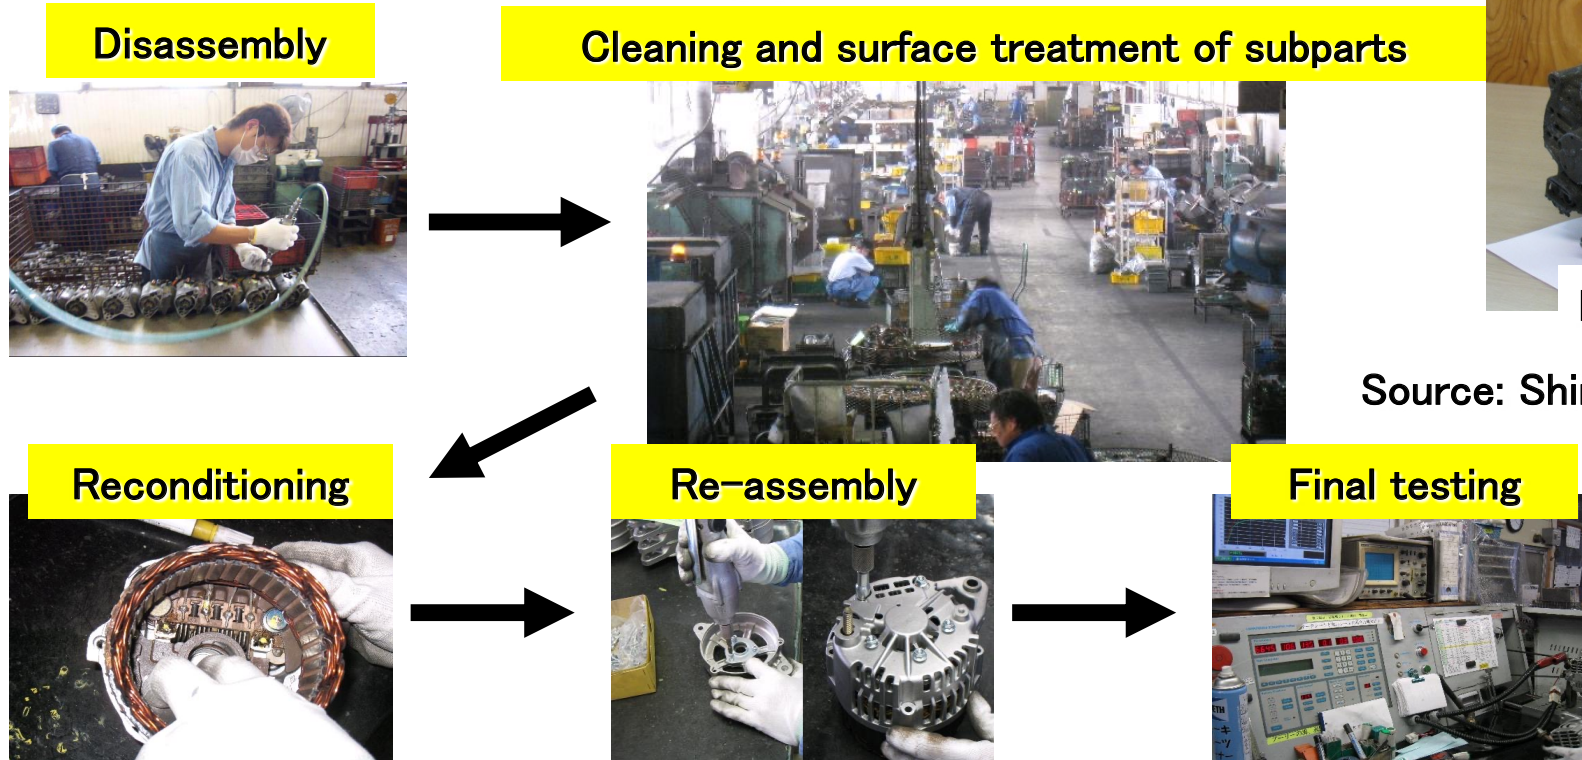 Disassembly
Cleaning and surface treatment of subparts
Source: Shi
Reconditioning
Re-assembly
Final testing